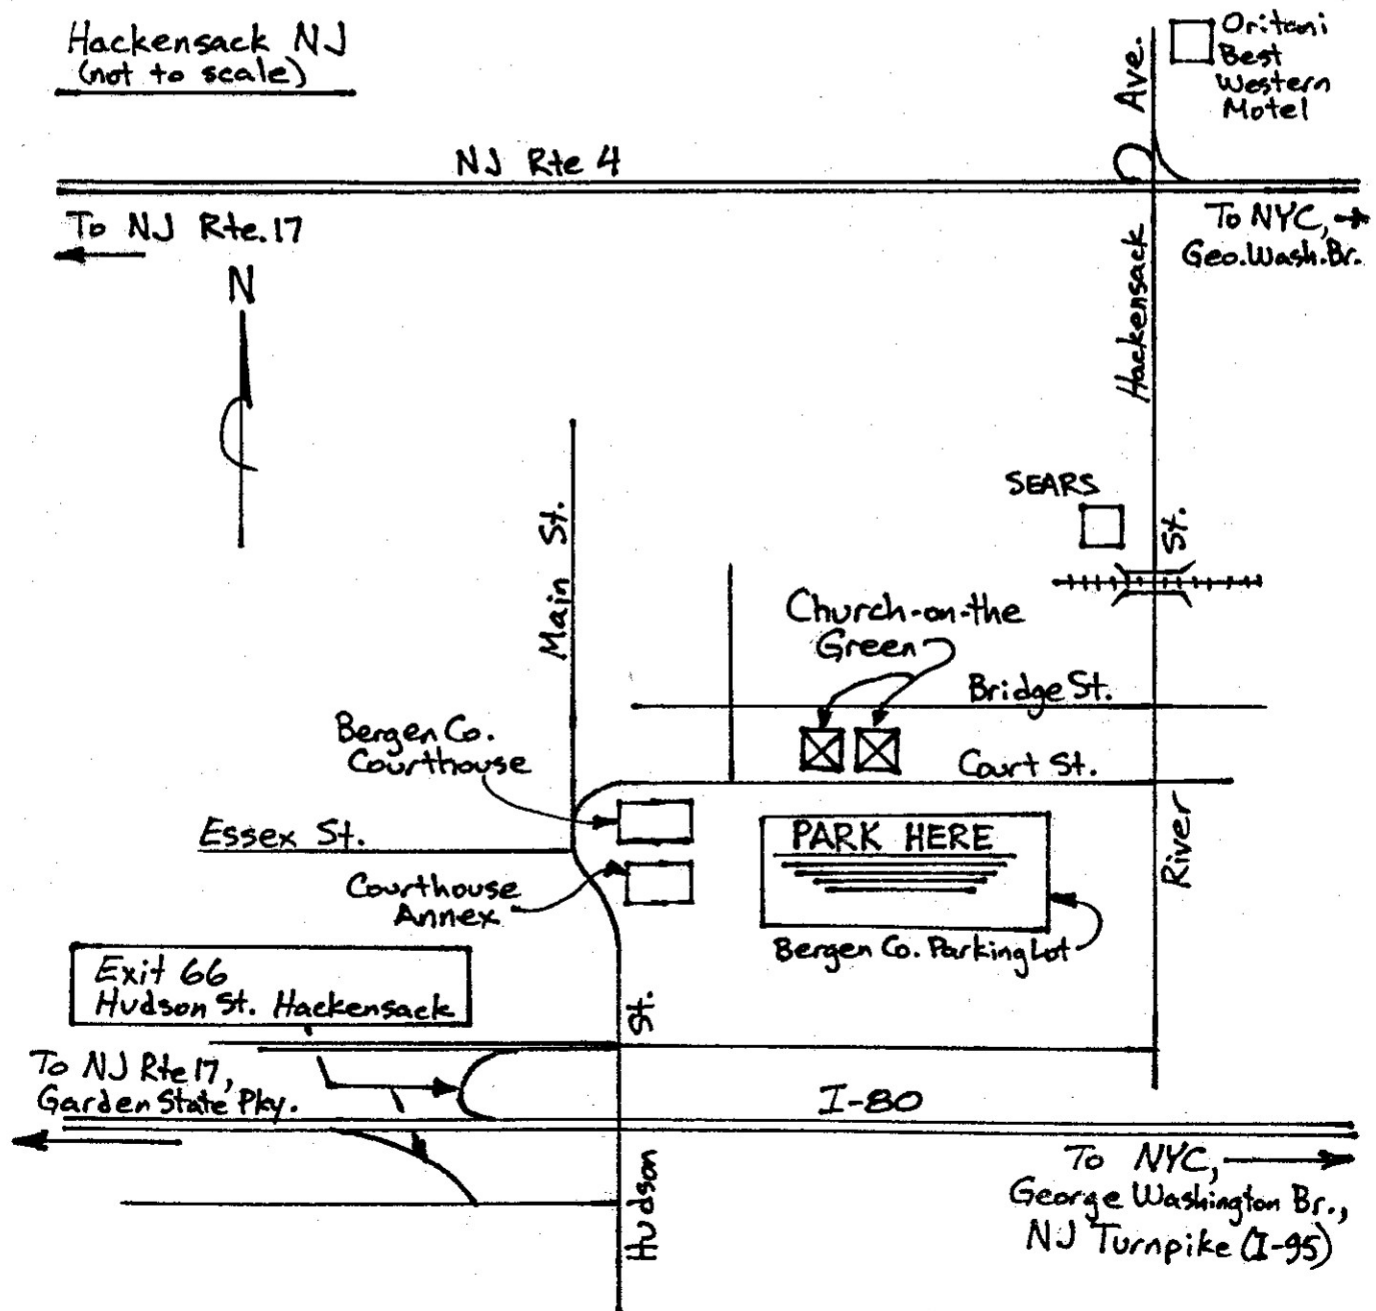 Hackensack NJ
(not to scale)
Oritani
Best
Western
Motel
Ave.
NJ Rte 4
To NJ Rte.17
To NYC,
Geo.Wash.Br.
N
Hackensack
SEARS
St.
Main St.
Church-on-the
Green
Bridge St.
Bergen Co.
Courthouse
Court St.
Essex St.
PARK HERE
River
Courthouse
Annex
Bergen Co. Parking Lot
Exit 66
Hudson St. Hackensack
St.
To NJ Rte 17,
Garden State Pky.
I-80
To NYC,
George Washington Br.,
NJ Turnpike (I-95)
Hudson